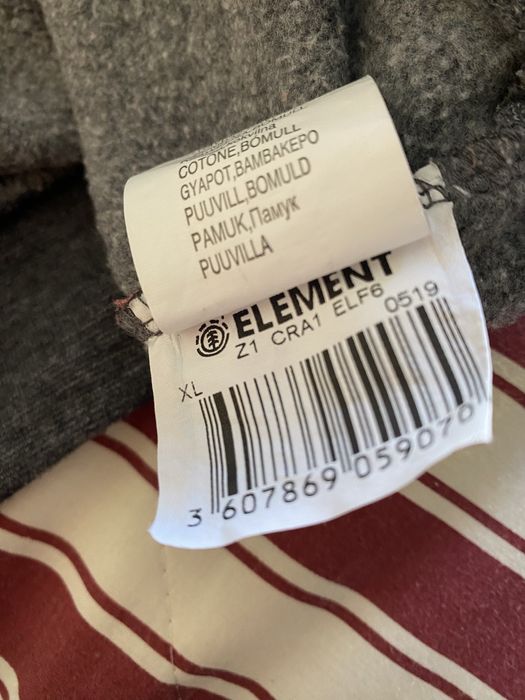 COTONE,BOMULL
GYAPOT,BAMBAKEPO
PUUVILL,BOMULD
PAMUK,Памук
PUUVILLA
ELEMENT
Z1 CRA1 ELF6 0519
XL
3 607869 059070